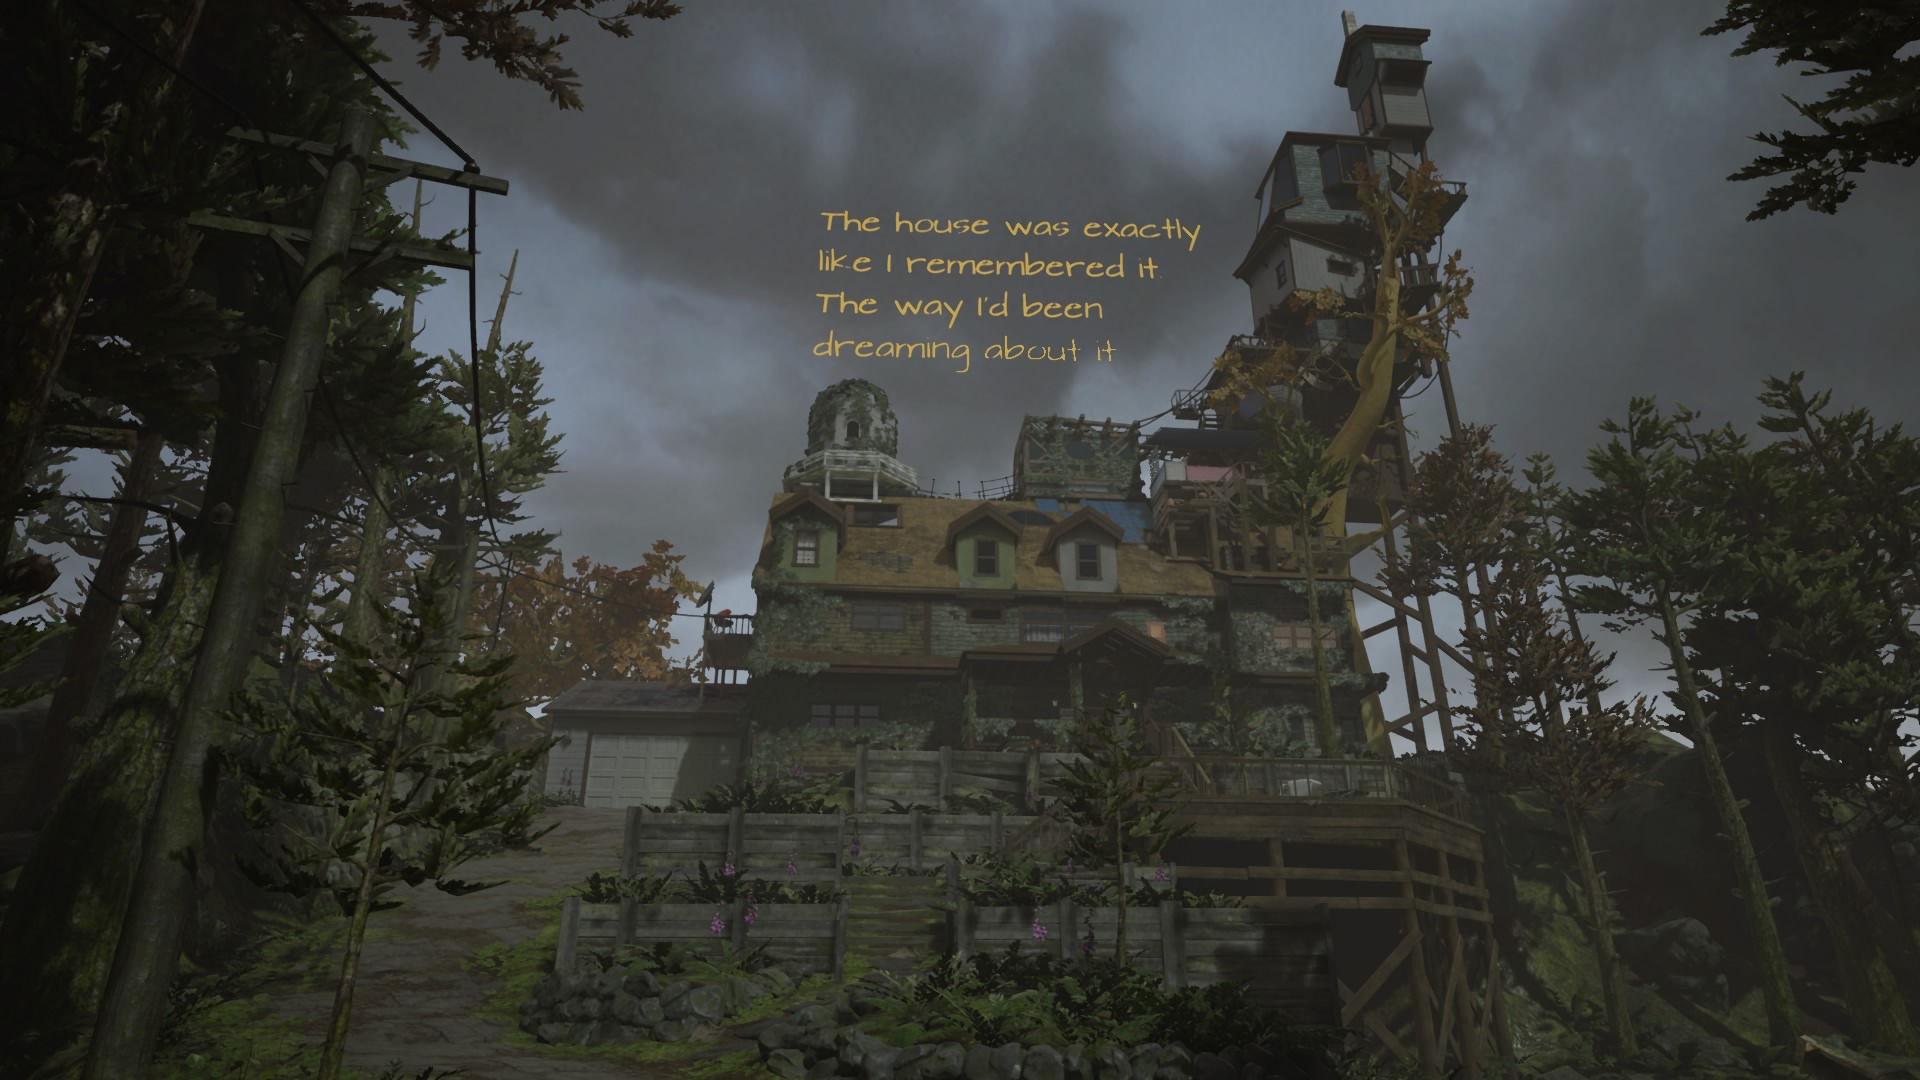 The house was exactly
like I remembered it.
The way I'd been
dreaming about it